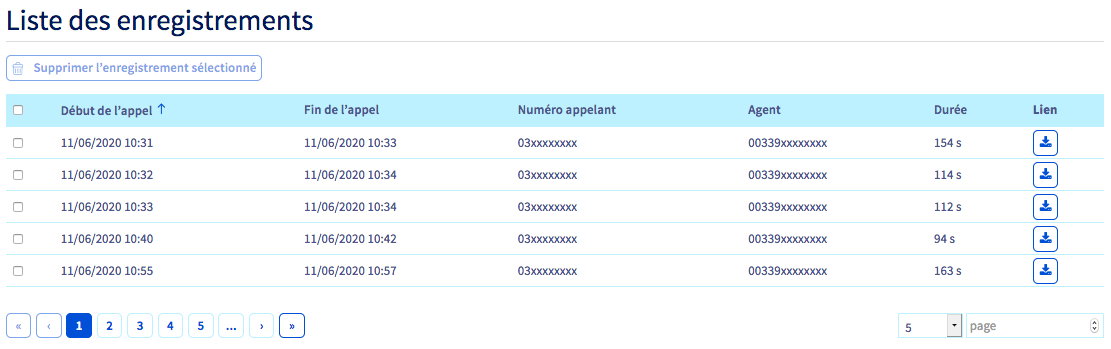 Liste des enregistrements
Supprimer l'enregistrement sélectionné
Début de l'appel ↑ Fin de l'appel Numéro appelant Agent Durée Lien
11/06/2020 10:31 11/06/2020 10:33 03xxxxxxxx 00339xxxxxxxx 154 s
11/06/2020 10:32 11/06/2020 10:34 03xxxxxxxx 00339xxxxxxxx 114 s
11/06/2020 10:33 11/06/2020 10:34 03xxxxxxxx 00339xxxxxxxx 112 s
11/06/2020 10:40 11/06/2020 10:42 03xxxxxxxx 00339xxxxxxxx 94 s
11/06/2020 10:55 11/06/2020 10:57 03xxxxxxxx 00339xxxxxxxx 163 s
« ‹ 1 2 3 4 5 ... › » 5 page